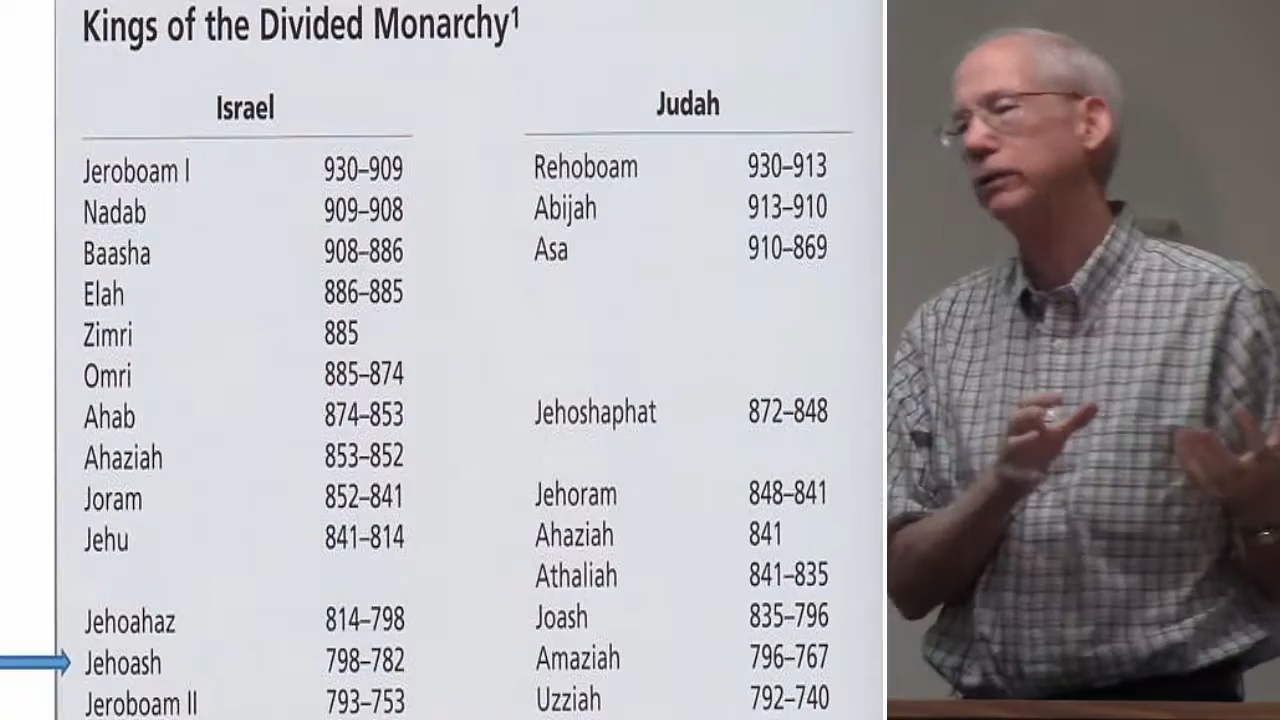 Kings of the Divided Monarchy¹
Israel Judah
Jeroboam I 930–909 Rehoboam 930–913
Nadab 909–908 Abijah 913–910
Baasha 908–886 Asa 910–869
Elah 886–885
Zimri 885
Omri 885–874
Ahab 874–853 Jehoshaphat 872–848
Ahaziah 853–852
Joram 852–841 Jehoram 848–841
Jehu 841–814 Ahaziah 841
Athaliah 841–835
Jehoahaz 814–798 Joash 835–796
Jehoash 798–782 Amaziah 796–767
Jeroboam II 793–753 Uzziah 792–740